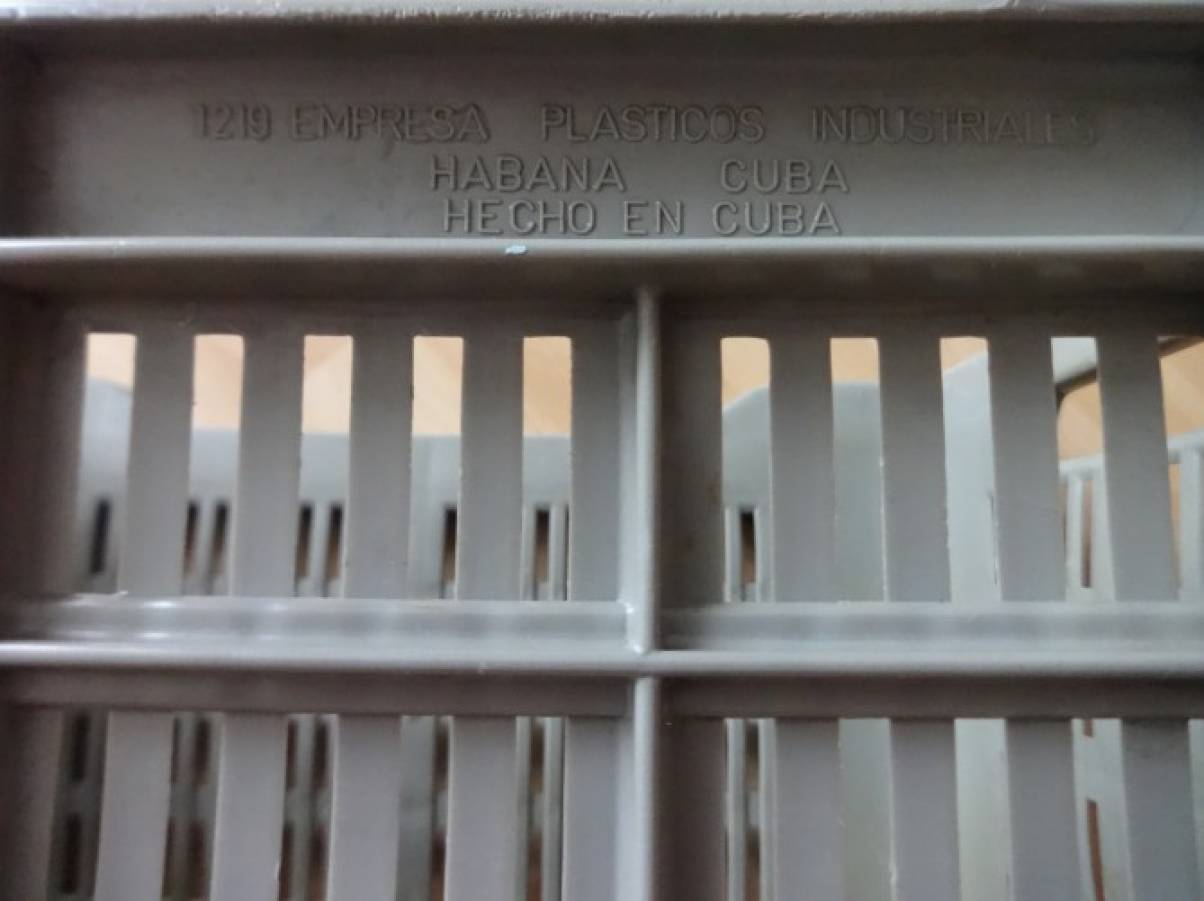 1219 EMPRESA PLASTICOS INDUSTRIALES
HABANA CUBA
HECHO EN CUBA